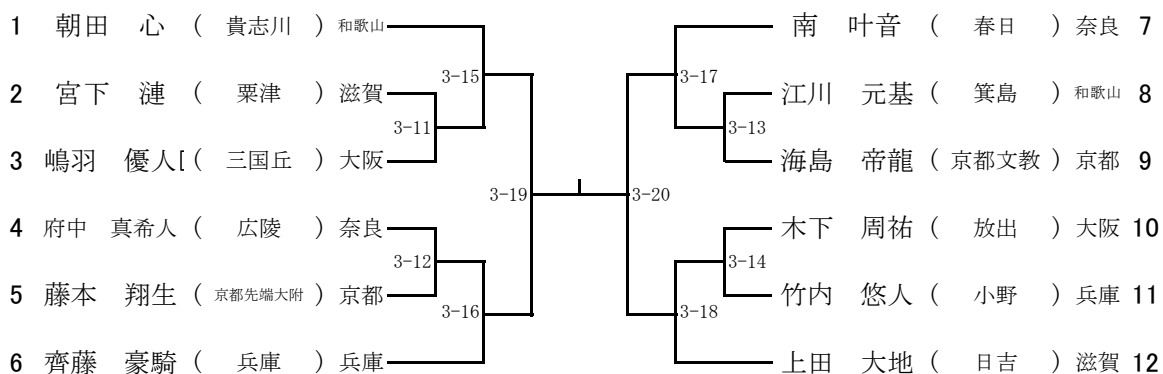 1 朝田 心 ( 貴志川 ) 和歌山
南 叶音 ( 春日 ) 奈良 7
3-15
3-17
2 宮下 漣 ( 粟津 ) 滋賀
江川 元基 ( 箕島 ) 和歌山 8
3-11
3-13
3 嶋羽 優人 ( 三国丘 ) 大阪
海島 帝龍 ( 京都文教 ) 京都 9
3-19
3-20
4 府中 真希人 ( 広陵 ) 奈良
木下 周祐 ( 放出 ) 大阪 10
3-12
3-14
5 藤本 翔生 ( 京都先端大附 ) 京都
竹内 悠人 ( 小野 ) 兵庫 11
3-16
3-18
6 齊藤 豪騎 ( 兵庫 ) 兵庫
上田 大地 ( 日吉 ) 滋賀 12